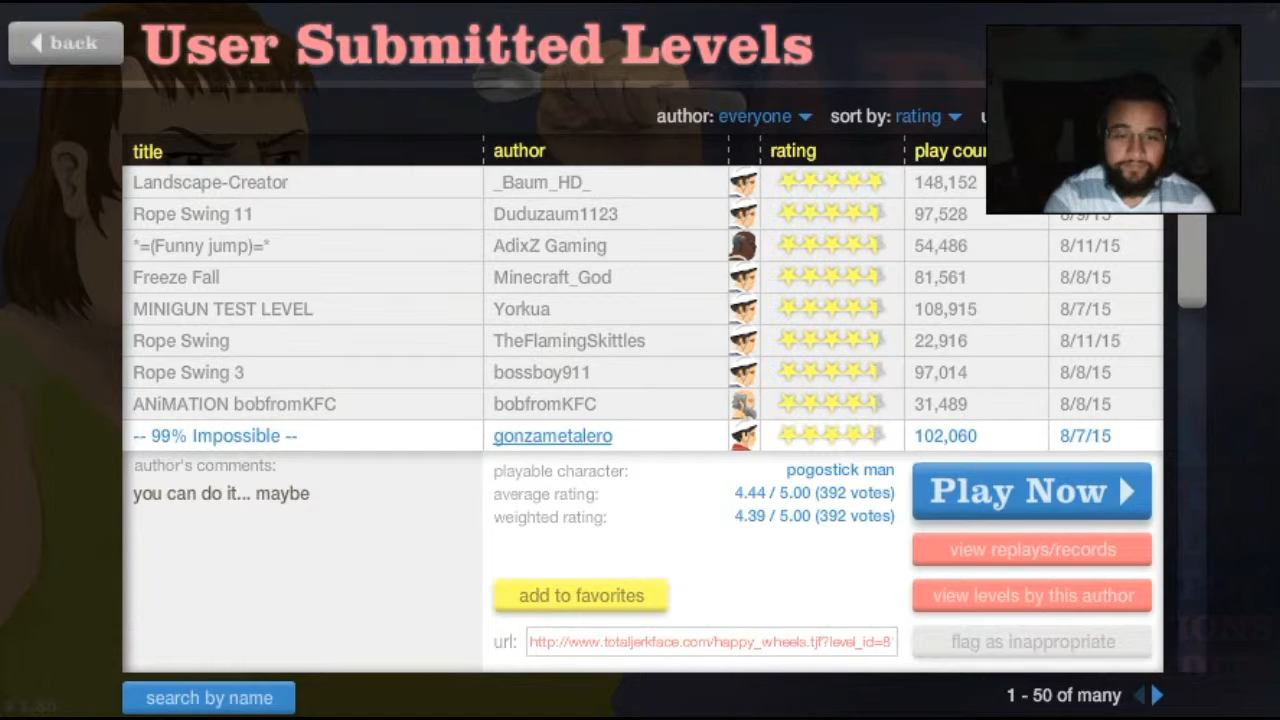 back
User Submitted Levels
author: everyone sort by: rating
title author rating play cou
Landscape-Creator _Baum_HD_ 148,152
Rope Swing 11 Duduzaum1123 97,528 8/9/15
*=(Funny jump)=* AdixZ Gaming 54,486 8/11/15
Freeze Fall Minecraft_God 81,561 8/8/15
MINIGUN TEST LEVEL Yorkua 108,915 8/7/15
Rope Swing TheFlamingSkittles 22,916 8/11/15
Rope Swing 3 bossboy911 97,014 8/8/15
ANiMATION bobfromKFC bobfromKFC 31,489 8/8/15
-- 99% Impossible -- gonzametalero 102,060 8/7/15
author's comments:
you can do it... maybe
playable character: pogostick man
average rating: 4.44 / 5.00 (392 votes)
weighted rating: 4.39 / 5.00 (392 votes)
Play Now
view replays/records
add to favorites
view levels by this author
url: http://www.totaljerkface.com/happy_wheels.tjf?level_id=8
flag as inappropriate
search by name
1 - 50 of many